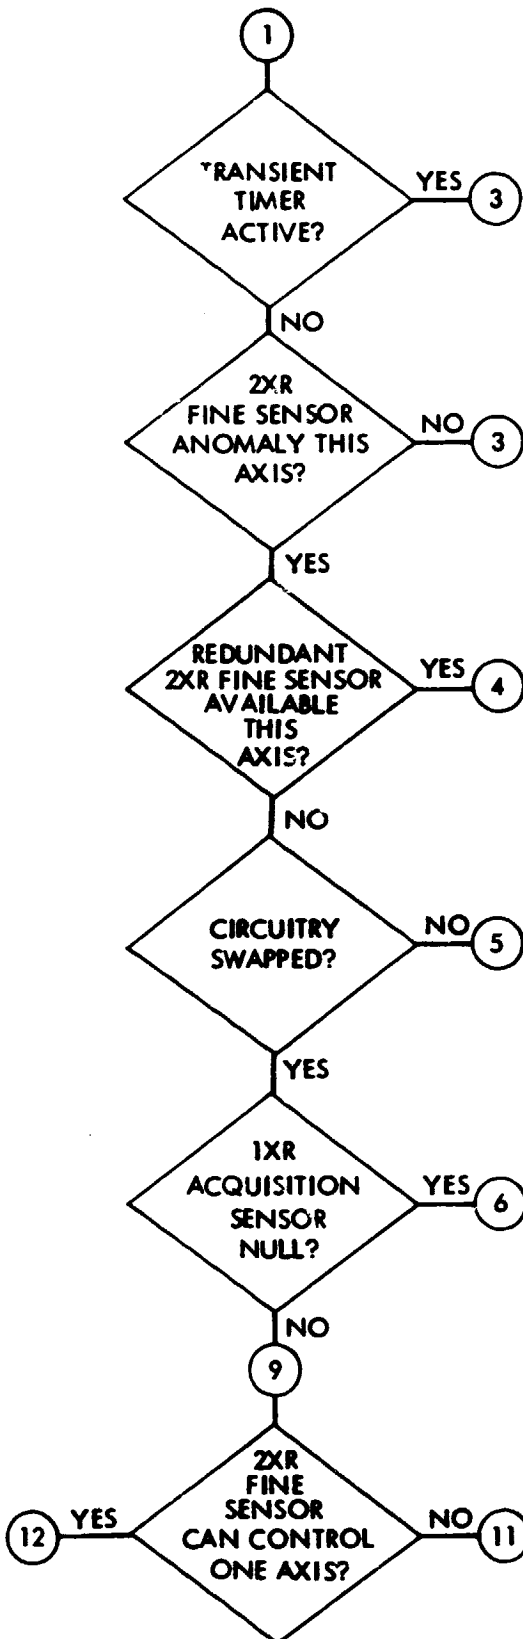 1
TRANSIENT
TIMER
ACTIVE?
YES
3
NO
2XR
FINE SENSOR
ANOMALY THIS
AXIS?
NO
3
YES
REDUNDANT
2XR FINE SENSOR
AVAILABLE
THIS
AXIS?
YES
4
NO
CIRCUITRY
SWAPPED?
NO
5
YES
1XR
ACQUISITION
SENSOR
NULL?
YES
6
NO
9
2XR
FINE
SENSOR
CAN CONTROL
ONE AXIS?
YES
12
NO
11